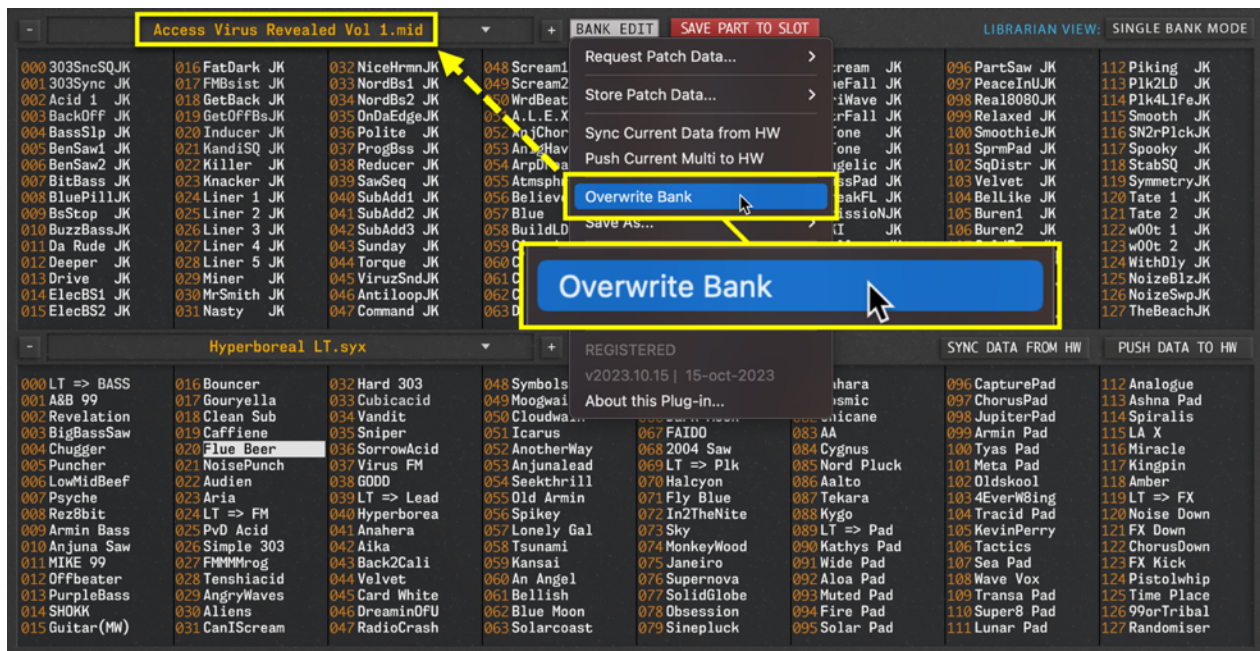 -
Access Virus Revealed Vol 1.mid
+
BANK EDIT
SAVE PART TO SLOT
LIBRARIAN VIEW:
SINGLE BANK MODE
000 303SncSQJK
001 303Sync JK
002 Acid 1 JK
003 BackOff JK
004 BassSlp JK
005 BenSaw1 JK
006 BenSaw2 JK
007 BitBass JK
008 BluePillJK
009 BsStop JK
010 BuzzBassJK
011 Da Rude JK
012 Deeper JK
013 Drive JK
014 ElecBS1 JK
015 ElecBS2 JK
016 FatDark JK
017 FMBsist JK
018 GetBack JK
019 GetOffBsJK
020 Inducer JK
021 KandiSQ JK
022 Killer JK
023 Knacker JK
024 Liner 1 JK
025 Liner 2 JK
026 Liner 3 JK
027 Liner 4 JK
028 Liner 5 JK
029 Miner JK
030 MrSmith JK
031 Nasty JK
032 NiceHrmnJK
033 NordBs1 JK
034 NordBs2 JK
035 OnDaEdgeJK
036 Polite JK
037 ProgBss JK
038 Reducer JK
039 SawSeq JK
040 SubAdd1 JK
041 SubAdd2 JK
042 SubAdd3 JK
043 Sunday JK
044 Torque JK
045 ViruzSndJK
046 AntiloopJK
047 Command JK
048 Scream1
Scream2
WrdBeat
A.L.E.X
052
053
054
055 Atmsph
056 Believe
057 Blue
058 BuildLD
059
060
061
062
063
Request Patch Data...
Store Patch Data...
Sync Current Data from HW
Push Current Multi to HW
Overwrite Bank
Save As...
Overwrite Bank
REGISTERED
v2023.10.15 | 15-oct-2023
About this Plug-in...
096 PartSaw JK
097 PeaceInUJK
098 Real8080JK
099 Relaxed JK
100 SmoothieJK
101 SprmPad JK
102 SqDistr JK
103 Velvet JK
104 BelLike JK
105 Buren1 JK
106 Buren2 JK
112 Piking JK
113 Plk2LD JK
114 Plk4LlfeJK
115 Smooth JK
116 SN2rPlckJK
117 Spooky JK
118 StabSQ JK
119 SymmetryJK
120 Tate 1 JK
121 Tate 2 JK
122 w00t 1 JK
123 w00t 2 JK
124 WithDly JK
125 NoizeBlzJK
126 NoizeSwpJK
127 TheBeachJK
-
Hyperboreal LT.syx
+
SYNC DATA FROM HW
PUSH DATA TO HW
000 LT => BASS
001 A&B 99
002 Revelation
003 BigBassSaw
004 Chugger
005 Puncher
006 LowMidBeef
007 Psyche
008 Rez8bit
009 Armin Bass
010 Anjuna Saw
011 MIKE 99
012 Offbeater
013 PurpleBass
014 SHOKK
015 Guitar(MW)
016 Bouncer
017 Gouryella
018 Clean Sub
019 Caffiene
020 Flue Beer
021 NoisePunch
022 Audien
023 Aria
024 LT => FM
025 PvD Acid
026 Simple 303
027 FMMMMrog
028 Tenshiacid
029 AngryWaves
030 Aliens
031 CanIScream
032 Hard 303
033 Cubicacid
034 Vandit
035 Sniper
036 SorrowAcid
037 Virus FM
038 GODD
039 LT => Lead
040 Hyperborea
041 Anahera
042 Aika
043 Back2Cali
044 Velvet
045 Card White
046 DreaminOfU
047 RadioCrash
048 Symbols
049 Moogwai
050 Cloudwa
051 Icarus
052 AnotherWay
053 Anjunalead
054 Seekthrill
055 Old Armin
056 Spikey
057 Lonely Gal
058 Tsunami
059 Kansai
060 An Angel
061 Bellish
062 Blue Moon
063 Solarcoast
067 FAIDO
068 2004 Saw
069 LT => Plk
070 Halcyon
071 Fly Blue
072 In2TheNite
073 Sky
074 MonkeyWood
075 Janeiro
076 Supernova
077 SolidGlobe
078 Obsession
079 Sinepluck
083 AA
084 Cygnus
085 Nord Pluck
086 Aalto
087 Tekara
088 Kygo
089 LT => Pad
090 Kathys Pad
091 Wide Pad
092 Aloa Pad
093 Muted Pad
094 Fire Pad
095 Solar Pad
096 CapturePad
097 ChorusPad
098 JupiterPad
099 Armin Pad
100 Tyas Pad
101 Meta Pad
102 Oldskool
103 4EverW8ing
104 Tracid Pad
105 KevinPerry
106 Tactics
107 Sea Pad
108 Wave Vox
109 Transa Pad
110 Super8 Pad
111 Lunar Pad
112 Analogue
113 Ashna Pad
114 Spiralis
115 LA X
116 Miracle
117 Kingpin
118 Amber
119 LT => FX
120 Noise Down
121 FX Down
122 ChorusDown
123 FX Kick
124 Pistolwhip
125 Time Place
126 99orTribal
127 Randomiser